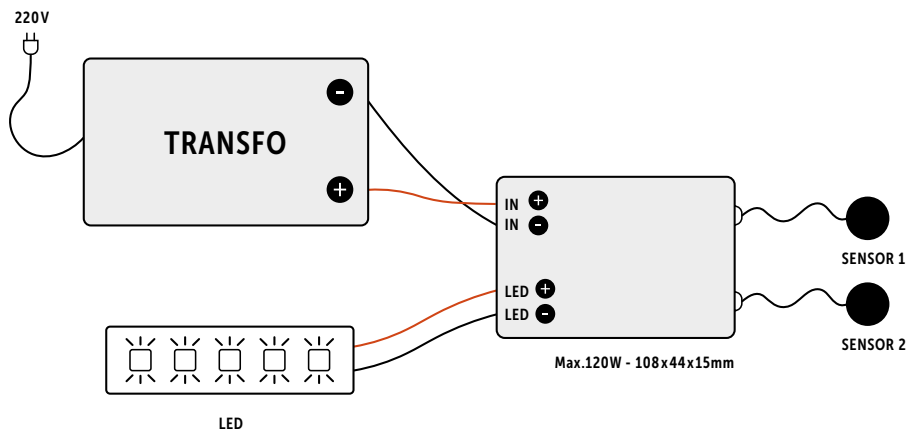 220V
-
TRANSFO
+
IN +
IN -
LED +
LED -
SENSOR 1
SENSOR 2
Max.120W - 108x44x15mm
LED